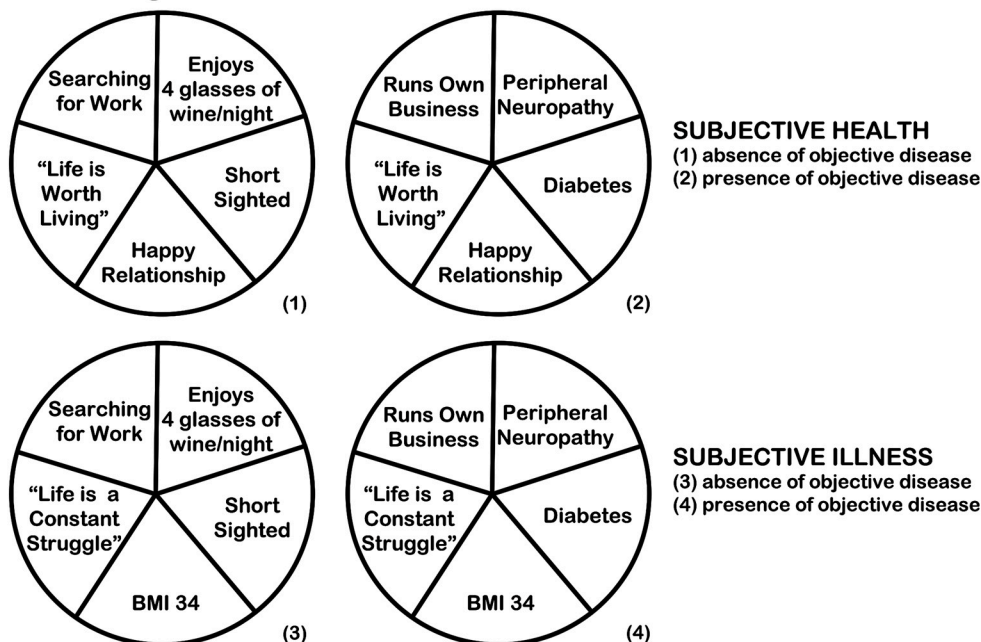 Searching
for Work
Enjoys
4 glasses of
wine/night
Short
Sighted
Happy
Relationship
“Life is
Worth
Living”
(1)
Runs Own
Business
Peripheral
Neuropathy
Diabetes
Happy
Relationship
“Life is
Worth
Living”
(2)
SUBJECTIVE HEALTH
(1) absence of objective disease
(2) presence of objective disease
Searching
for Work
Enjoys
4 glasses of
wine/night
Short
Sighted
BMI 34
“Life is a
Constant
Struggle”
(3)
Runs Own
Business
Peripheral
Neuropathy
Diabetes
BMI 34
“Life is a
Constant
Struggle”
(4)
SUBJECTIVE ILLNESS
(3) absence of objective disease
(4) presence of objective disease